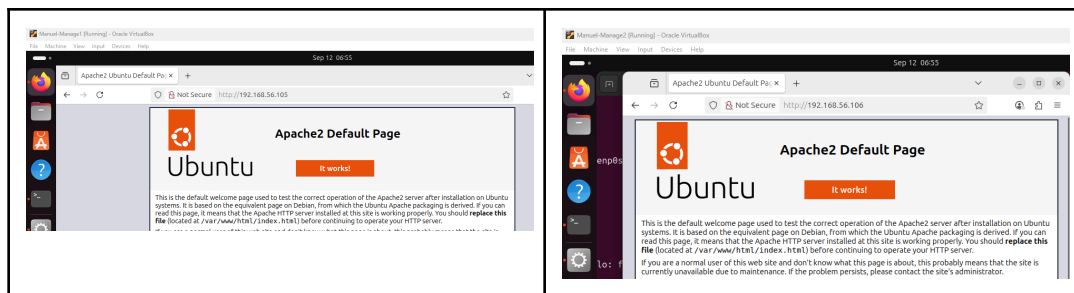 Manuel-Manage1 [Running] - Oracle VirtualBox
File Machine View Input Devices Help
Sep 12 06:55
Apache2 Ubuntu Default Pa
Not Secure http://192.168.56.105
Apache2 Default Page
Ubuntu
It works!
This is the default welcome page used to test the correct operation of the Apache2 server after installation on Ubuntu
systems. It is based on the equivalent page on Debian, from which the Ubuntu Apache packaging is derived. If you can
read this page, it means that the Apache HTTP server installed at this site is working properly. You should replace this
file (located at /var/www/html/index.html) before continuing to operate your HTTP server.
Manuel-Manage2 [Running] - Oracle VirtualBox
File Machine View Input Devices Help
Sep 12 06:55
Apache2 Ubuntu Default Pa
Not Secure http://192.168.56.106
enp0s
Apache2 Default Page
Ubuntu
It works!
This is the default welcome page used to test the correct operation of the Apache2 server after installation on Ubuntu
systems. It is based on the equivalent page on Debian, from which the Ubuntu Apache packaging is derived. If you can
read this page, it means that the Apache HTTP server installed at this site is working properly. You should replace this
file (located at /var/www/html/index.html) before continuing to operate your HTTP server.
If you are a normal user of this web site and don't know what this page is about, this probably means that the site is
currently unavailable due to maintenance. If the problem persists, please contact the site's administrator.
lo: f